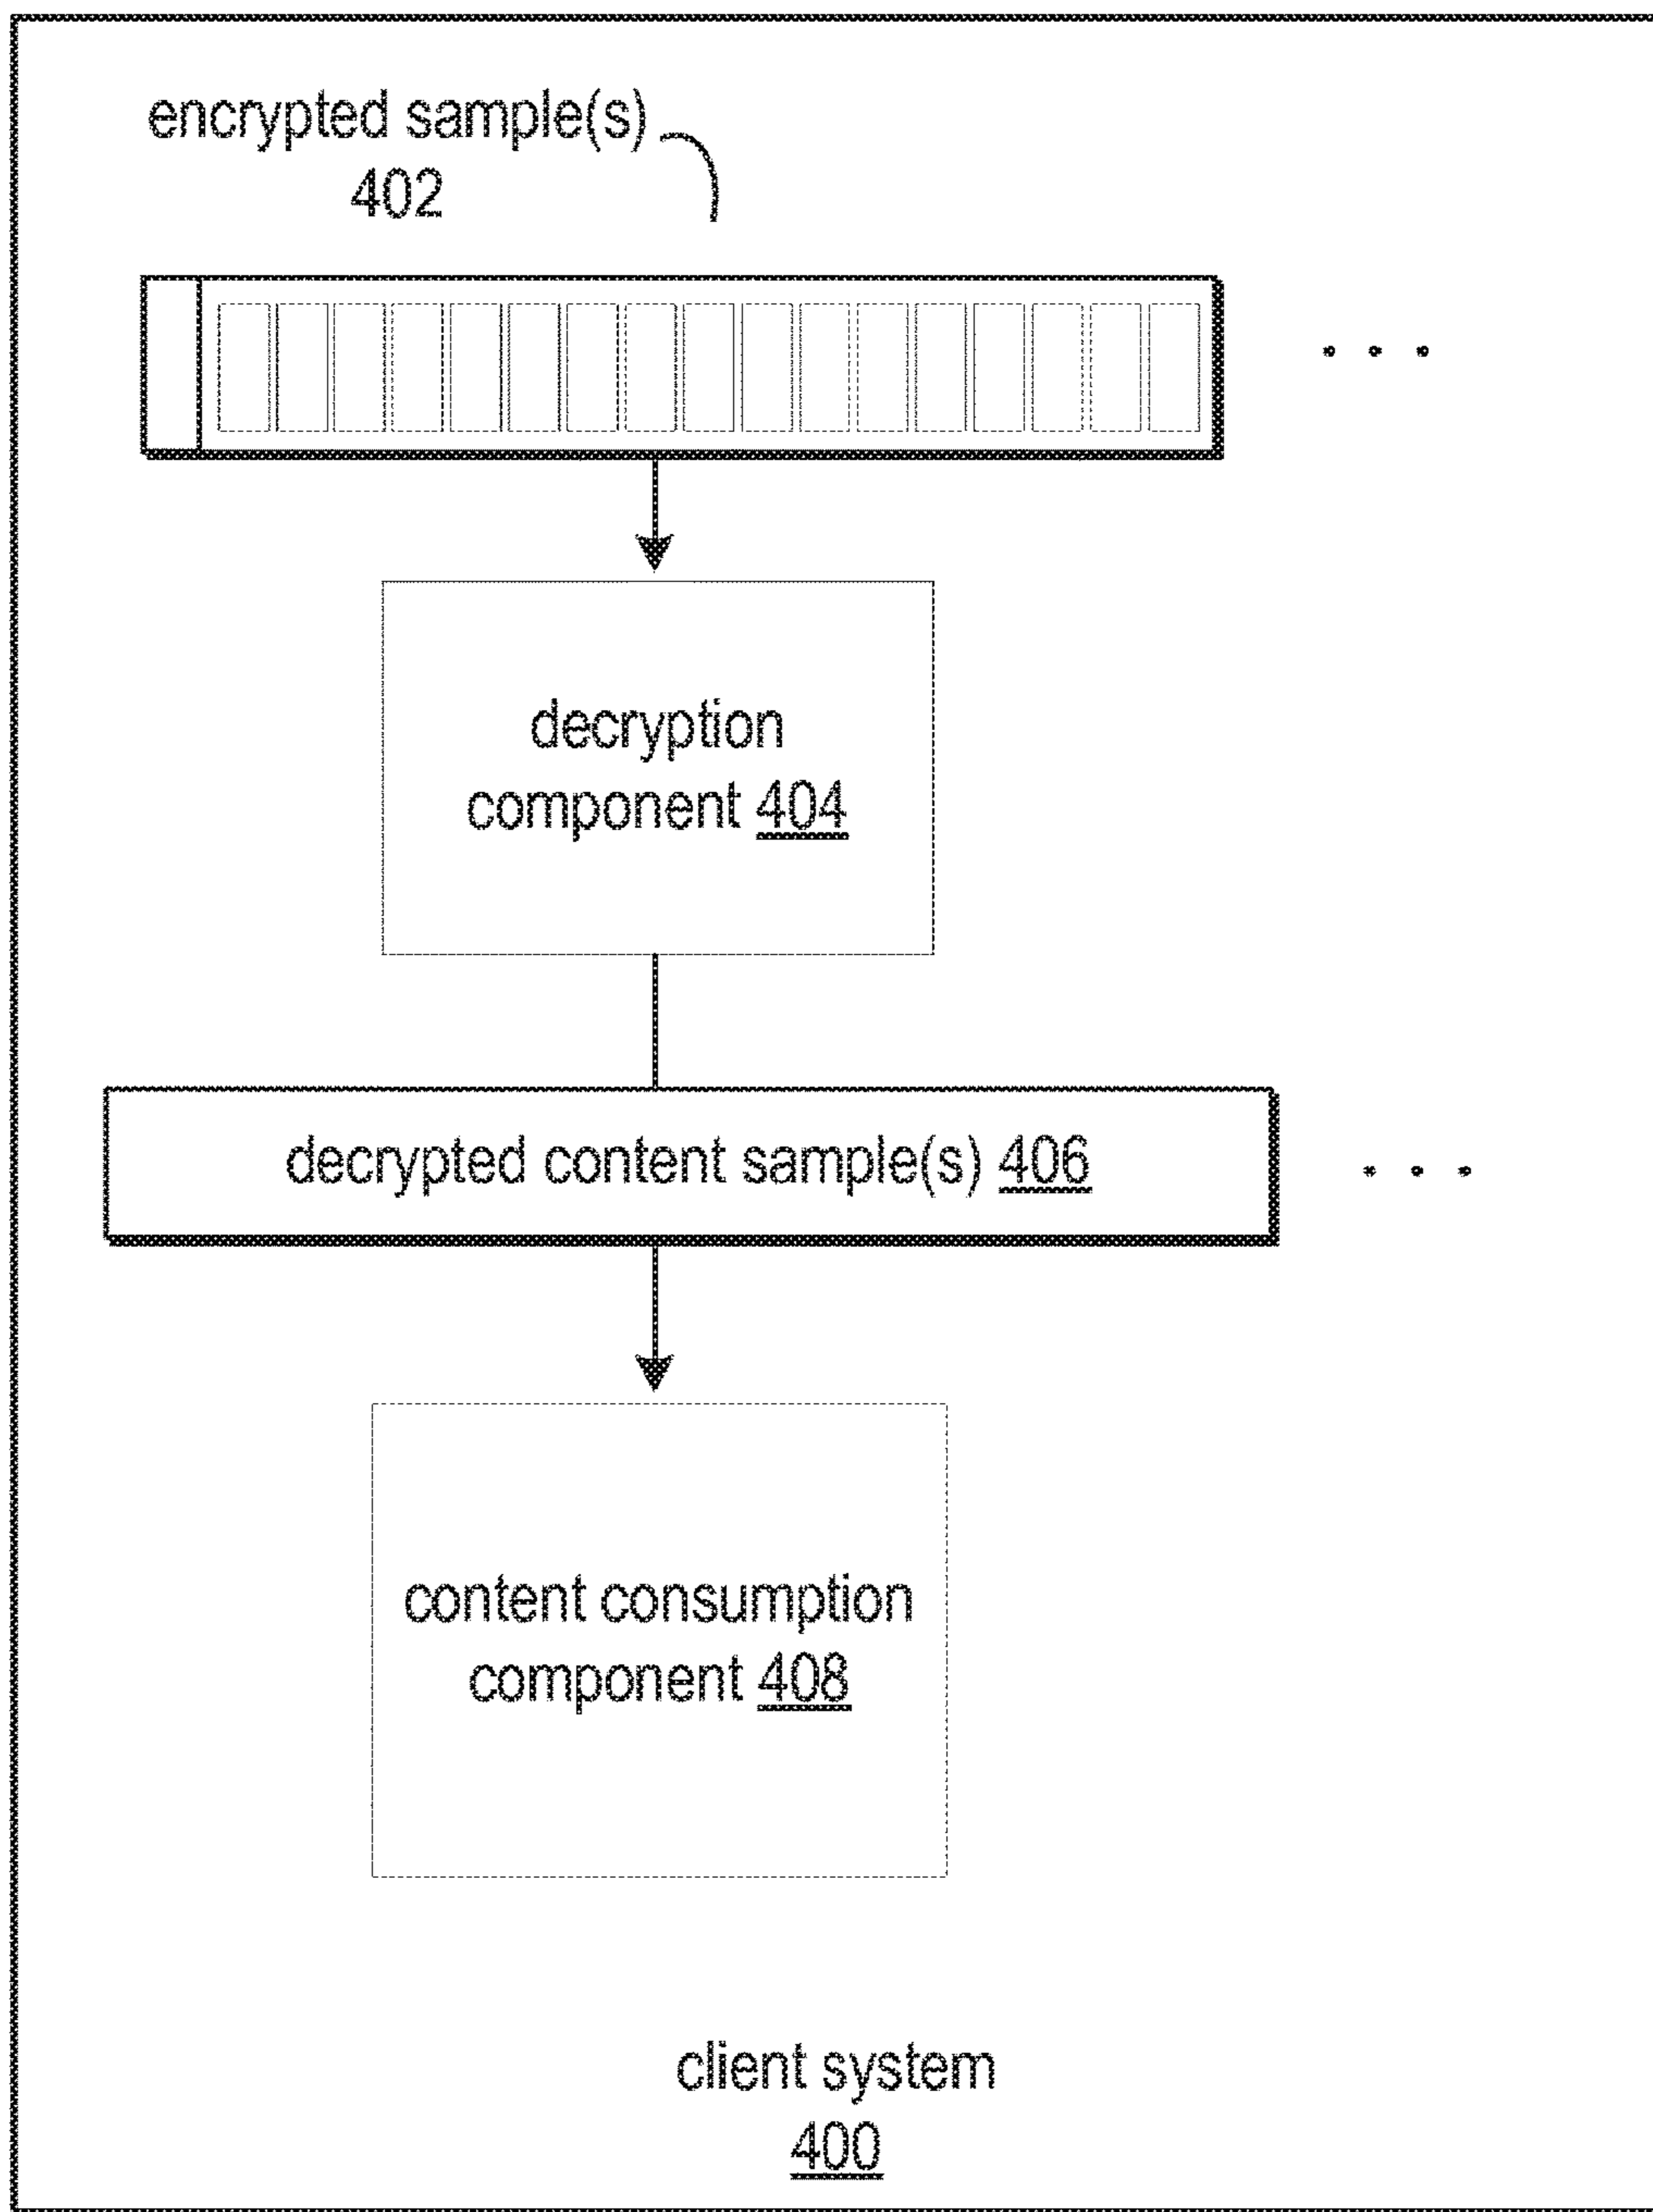 encrypted sample(s)
402
decryption
component 404
decrypted content sample(s) 406
content consumption
component 408
client system
400